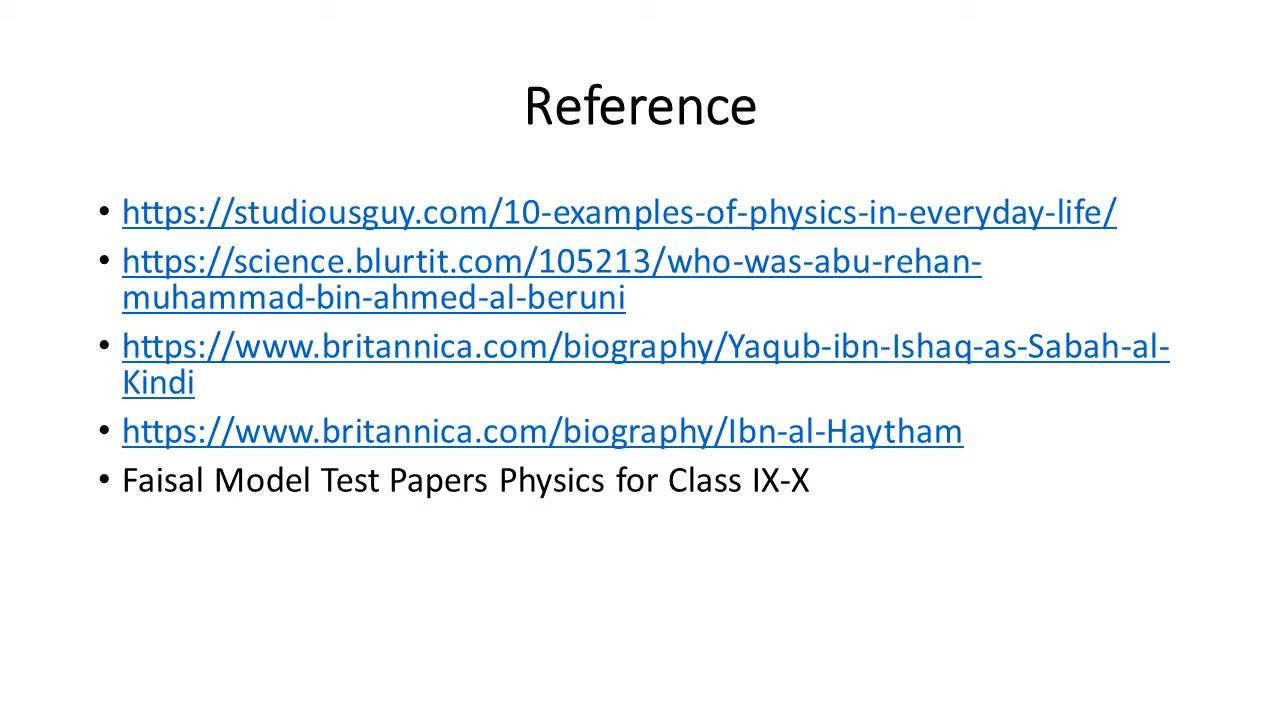 Reference
• https://studiousguy.com/10-examples-of-physics-in-everyday-life/
• https://science.blurtit.com/105213/who-was-abu-rehan-
muhammad-bin-ahmed-al-beruni
• https://www.britannica.com/biography/Yaqub-ibn-Ishaq-as-Sabah-al-
Kindi
• https://www.britannica.com/biography/Ibn-al-Haytham
• Faisal Model Test Papers Physics for Class IX-X